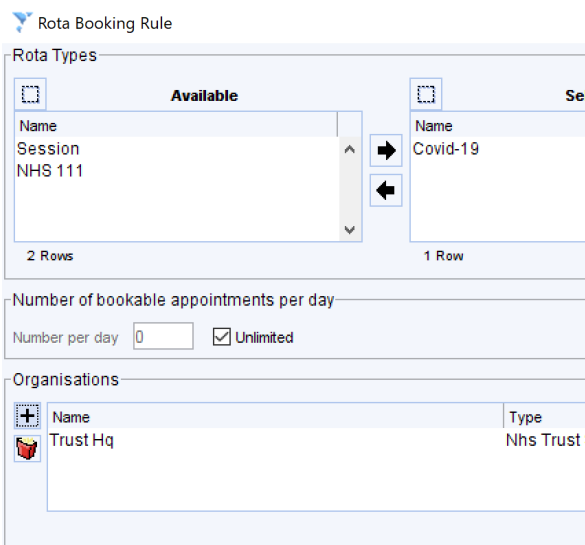 Rota Booking Rule
Rota Types
Available
Se
Name
Name
Session
Covid-19
NHS 111
2 Rows
1 Row
Number of bookable appointments per day
Number per day 0 Unlimited
Organisations
Name Type
Trust Hq Nhs Trust